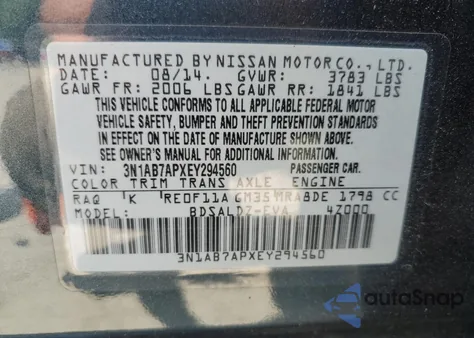 MANUFACTURED BY NISSAN MOTOR CO., LTD.
DATE: 08/14. GVWR: 3783 LBS
GAWR FR: 2006 LBS GAWR RR: 1841 LBS
THIS VEHICLE CONFORMS TO ALL APPLICABLE FEDERAL MOTOR
VEHICLE SAFETY, BUMPER AND THEFT PREVENTION STANDARDS
IN EFFECT ON THE DATE OF MANUFACTURE SHOWN ABOVE.
SEE OWNER'S MANUAL FOR ADDITIONAL INFORMATION
VIN: 3N1AB7APXEY294560 PASSENGER CAR.
COLOR TRIM TRANS AXLE ENGINE
RAQ K RE0F11A GM35 MRA8DE 1798 CC
MODEL: BDSALDZ-EVA 4Z000
3N1AB7APXEY294560
autoSnap